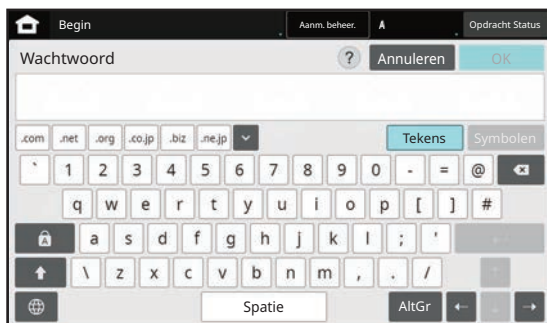 Begin Aanm. beheer. A Opdracht Status
Wachtwoord ? Annuleren OK
.com .net .org .co.jp .biz .ne.jp Tekens Symbolen
` 1 2 3 4 5 6 7 8 9 0 - = @
q w e r t y u i o p [ ] #
A a s d f g h j k l ; '
\ z x c v b n m , . /
Spatie AltGr ← ↓ →